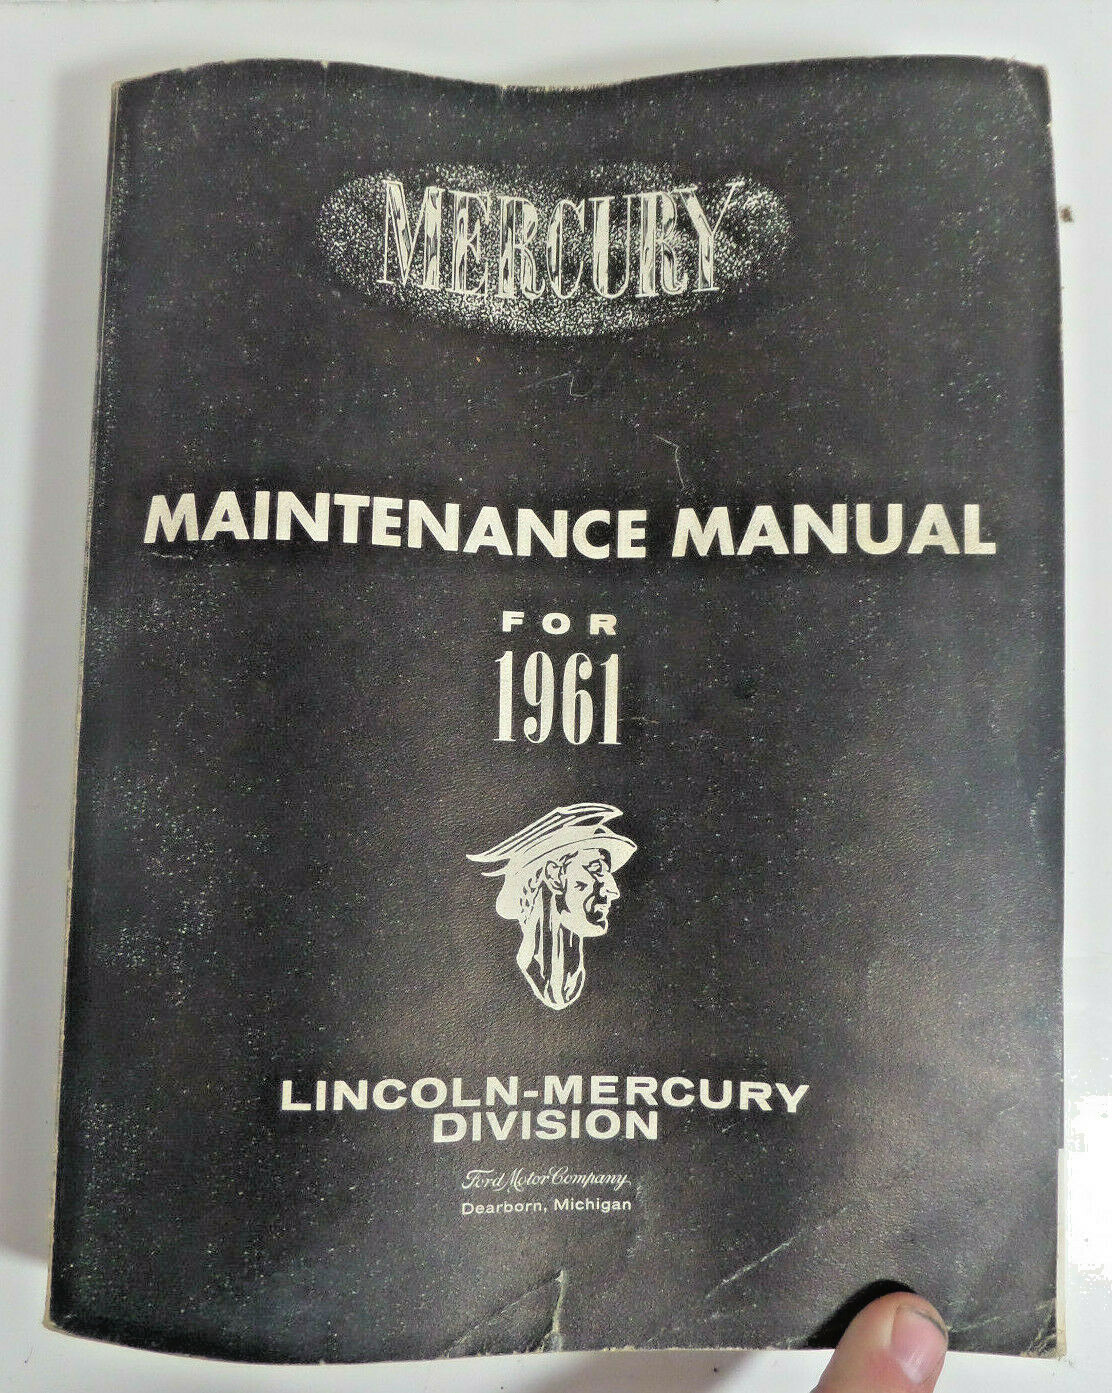 MERCURY
MAINTENANCE MANUAL
FOR
1961
LINCOLN-MERCURY
DIVISION
Ford Motor Company
Dearborn, Michigan